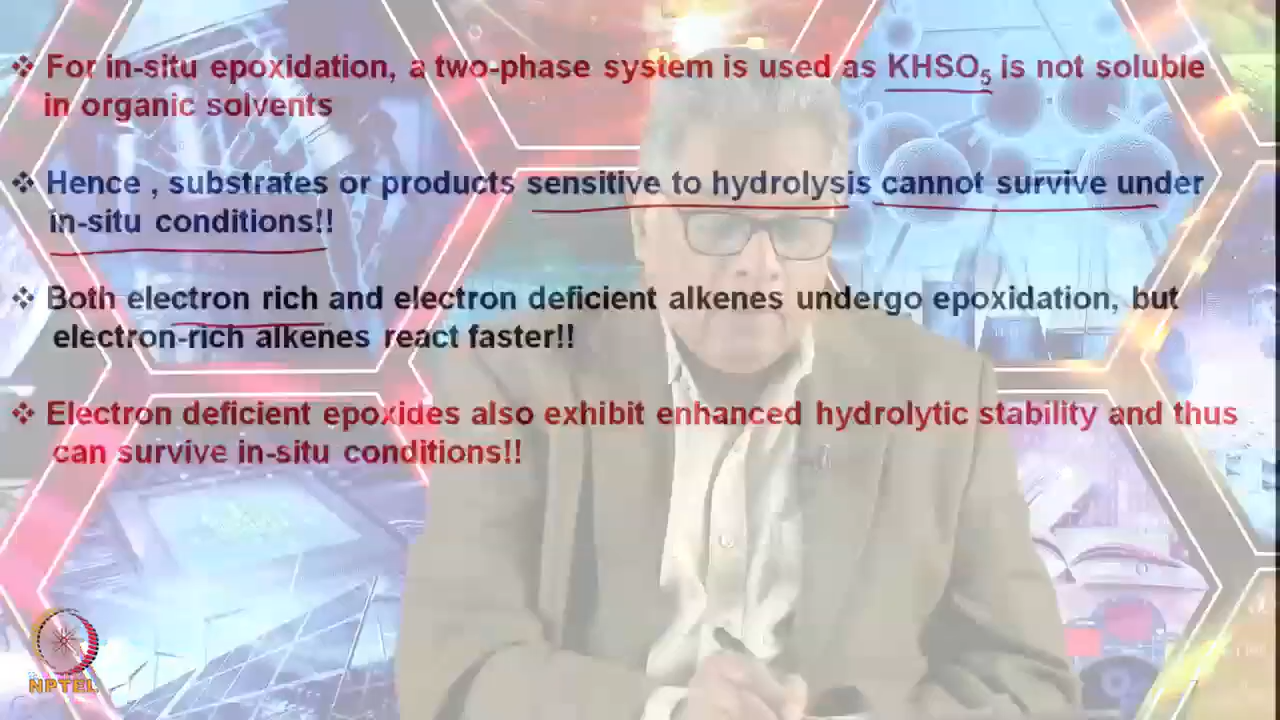 ❖ For in-situ epoxidation, a two-phase system is used as KHSO₅ is not soluble
in organic solvents
❖ Hence , substrates or products sensitive to hydrolysis cannot survive under
in-situ conditions!!
❖ Both electron rich and electron deficient alkenes undergo epoxidation, but
electron-rich alkenes react faster!!
❖ Electron deficient epoxides also exhibit enhanced hydrolytic stability and thus
can survive in-situ conditions!!
NPTEL